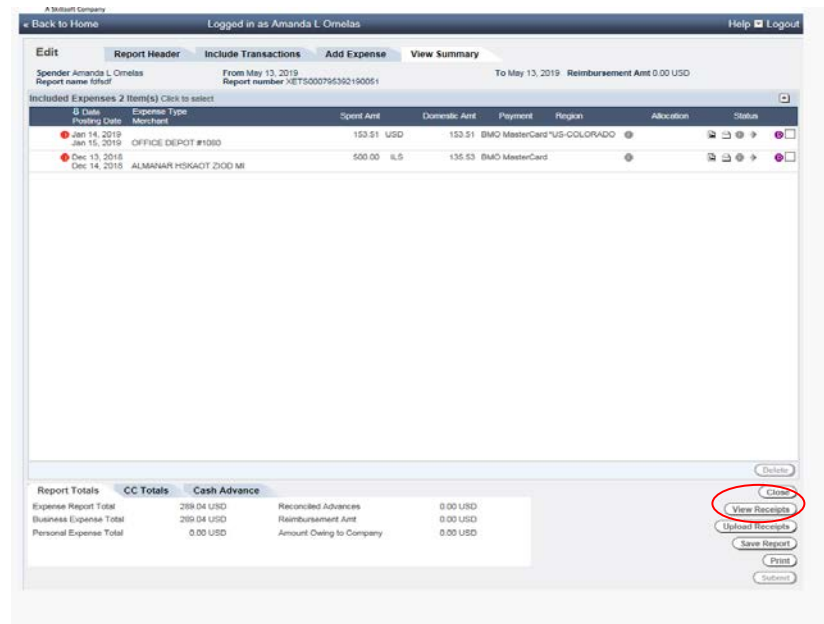 A Skillsoft Company
« Back to Home Logged in as Amanda L Ornelas Help Logout
Edit Report Header Include Transactions Add Expense View Summary
Spender Amanda L Ornelas From May 13, 2019 To May 13, 2019 Reimbursement Amt 0.00 USD
Report name fdfsdf Report number XETS000795392190051
Included Expenses 2 Item(s) Click to select
Date Expense Type Spent Amt Domestic Amt Payment Region Allocation Status
Posting Date Merchant
Jan 14, 2019 153.51 USD 153.51 BMO MasterCard *US-COLORADO
Jan 15, 2019 OFFICE DEPOT #1080
Dec 13, 2018 500.00 ILS 135.53 BMO MasterCard
Dec 14, 2018 ALMANAR HSKAOT ZIOD MI
Delete
Report Totals CC Totals Cash Advance
Close
Expense Report Total 289.04 USD Reconciled Advances 0.00 USD
View Receipts
Business Expense Total 289.04 USD Reimbursement Amt 0.00 USD
Upload Receipts
Personal Expense Total 0.00 USD Amount Owing to Company 0.00 USD
Save Report
Print
Submit